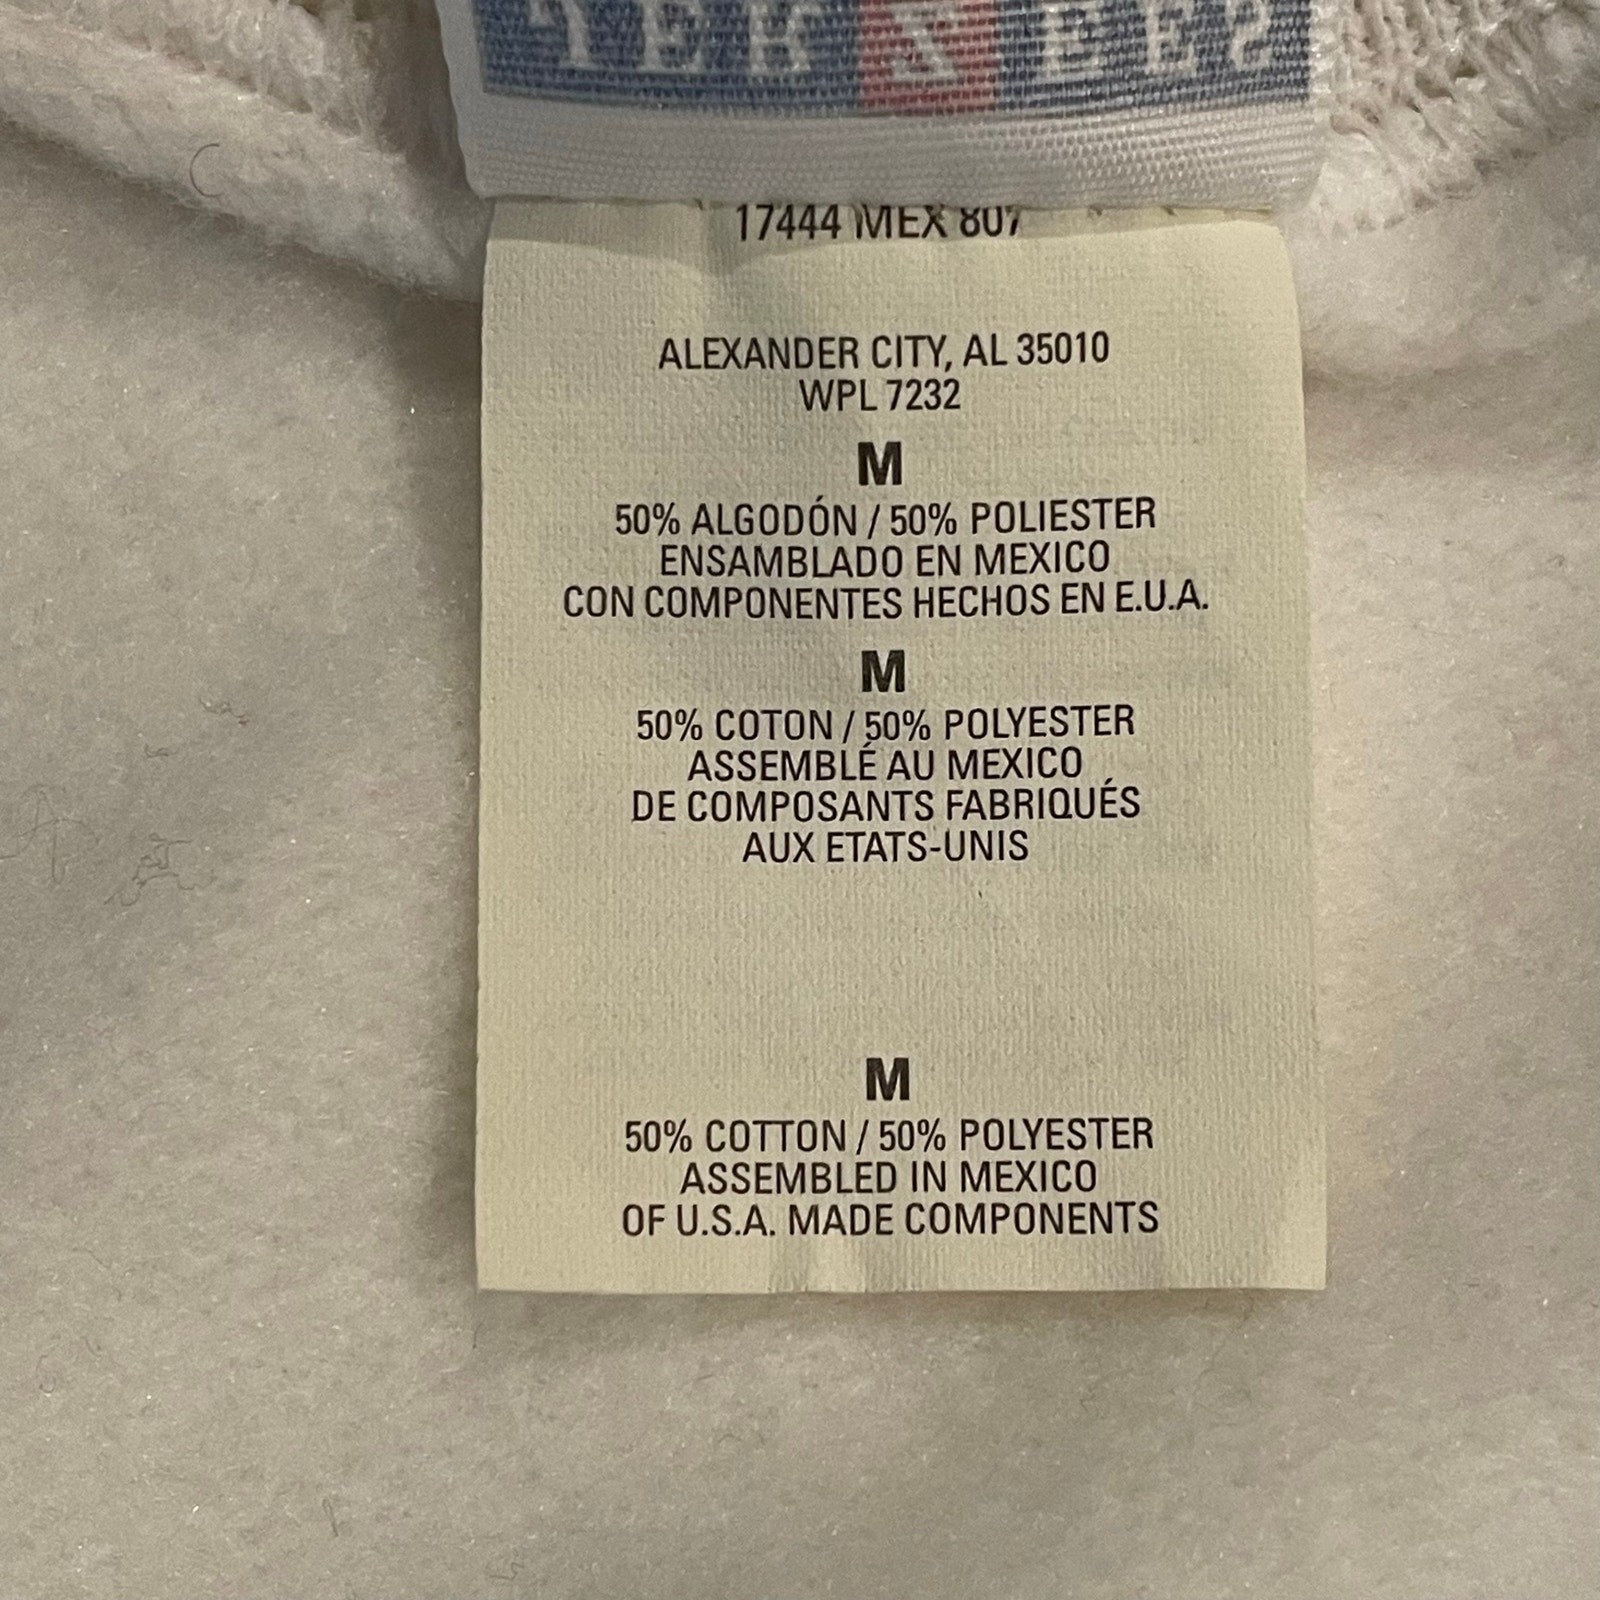 JERZEES
17444 MEX 807
ALEXANDER CITY, AL 35010
WPL 7232
M
50% ALGODÓN / 50% POLIESTER
ENSAMBLADO EN MEXICO
CON COMPONENTES HECHOS EN E.U.A.
M
50% COTON / 50% POLYESTER
ASSEMBLÉ AU MEXICO
DE COMPOSANTS FABRIQUÉS
AUX ETATS-UNIS
M
50% COTTON / 50% POLYESTER
ASSEMBLED IN MEXICO
OF U.S.A. MADE COMPONENTS